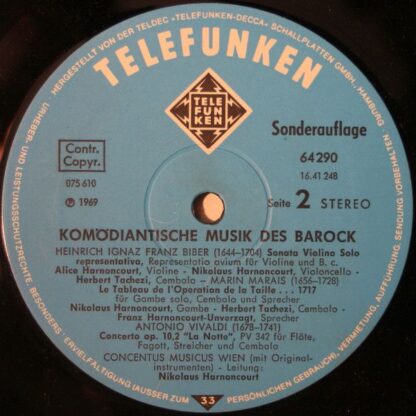 HERGESTELLT VON DER TELDEC »TELEFUNKEN-DECCA« SCHALLPLATTEN GMBH, HAMBURG
TELEFUNKEN
TELE
FUN
KEN
Contr.
Copyr.
Sonderauflage
64 290
16.41 248
075 610
℗ 1969
Seite 2 STEREO
KOMÖDIANTISCHE MUSIK DES BAROCK
HEINRICH IGNAZ FRANZ BIBER (1644–1704) Sonata Violino Solo
representativa, Representatio avium für Violine und B. c.
Alice Harnoncourt, Violine - Nikolaus Harnoncourt, Violoncello -
Herbert Tachezi, Cembalo — MARIN MARAIS (1656–1728)
Le Tableau de l'Operation de la Taille . . . 1717
für Gambe solo, Cembalo und Sprecher
Nikolaus Harnoncourt, Gambe - Herbert Tachezi, Cembalo -
Franz Harnoncourt-Unverzagt, Sprecher
ANTONIO VIVALDI (1678–1741)
Concerto op. 10,2 "La Notte", PV 342 für Flöte,
Fagott, Streicher und Cembalo
CONCENTUS MUSICUS WIEN (mit Original-
instrumenten) - Leitung:
Nikolaus Harnoncourt
33
URHEBER- UND LEISTUNGSSCHUTZRECHTE, BESONDERS ERVIELFÄLTIGUNG (AUSSER ZUM PERSÖNLICHEN GEBRAUCH), VERMIETUNG, AUFFÜHRUNG, SENDUNG